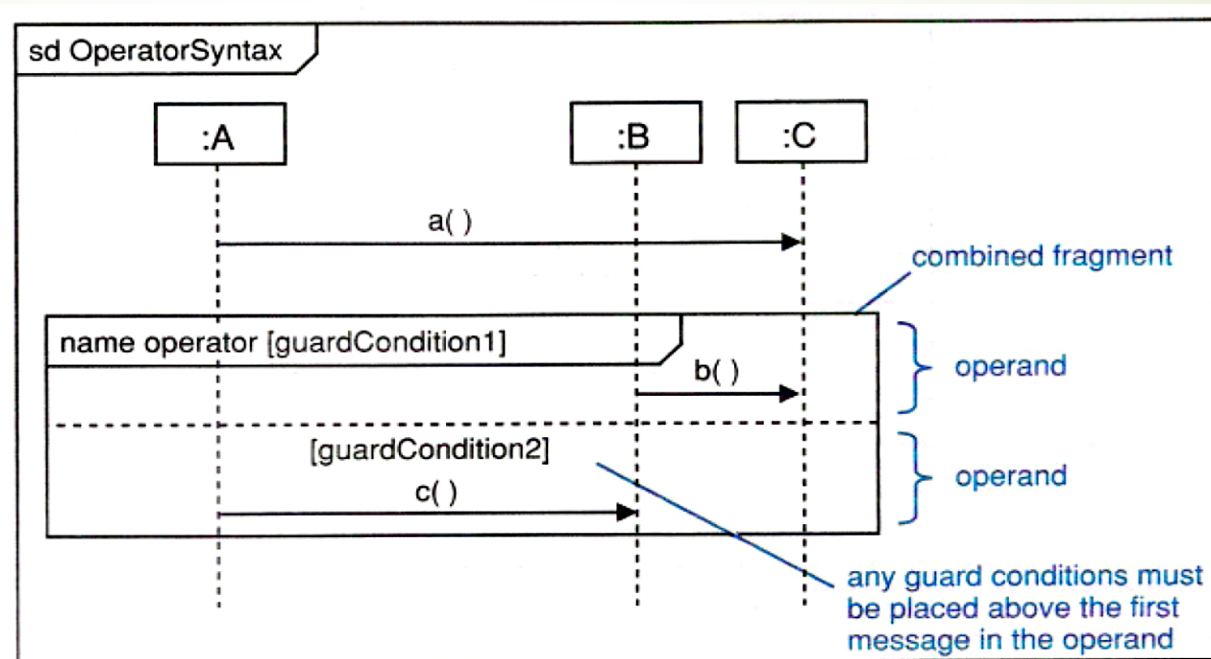 sd OperatorSyntax
:A
:B
:C
a( )
combined fragment
name operator [guardCondition1]
b( )
operand
[guardCondition2]
c( )
operand
any guard conditions must
be placed above the first
message in the operand